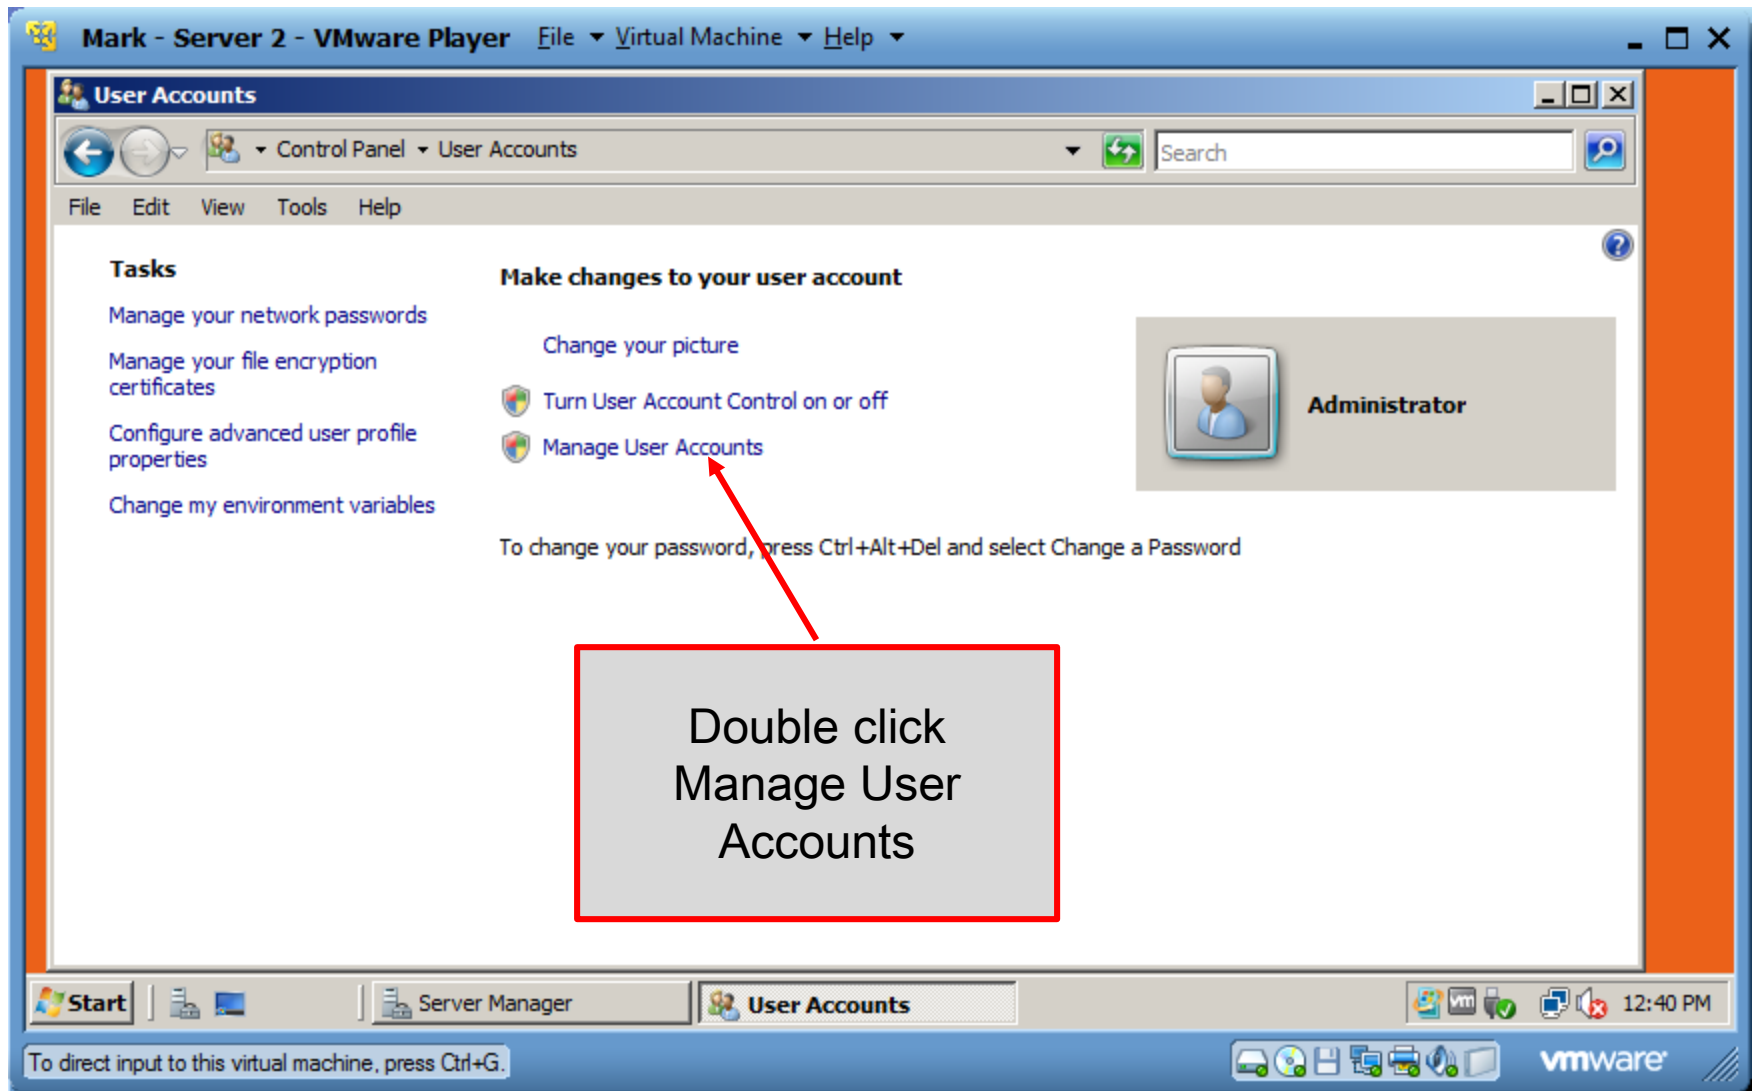 Mark - Server 2 - VMware Player File Virtual Machine Help
User Accounts
Control Panel User Accounts
Search
File Edit View Tools Help
Tasks
Manage your network passwords
Manage your file encryption
certificates
Configure advanced user profile
properties
Change my environment variables
Make changes to your user account
Change your picture
Turn User Account Control on or off
Manage User Accounts
Administrator
To change your password, press Ctrl+Alt+Del and select Change a Password
Double click
Manage User
Accounts
Start Server Manager User Accounts vm 12:40 PM
To direct input to this virtual machine, press Ctrl+G. vmware